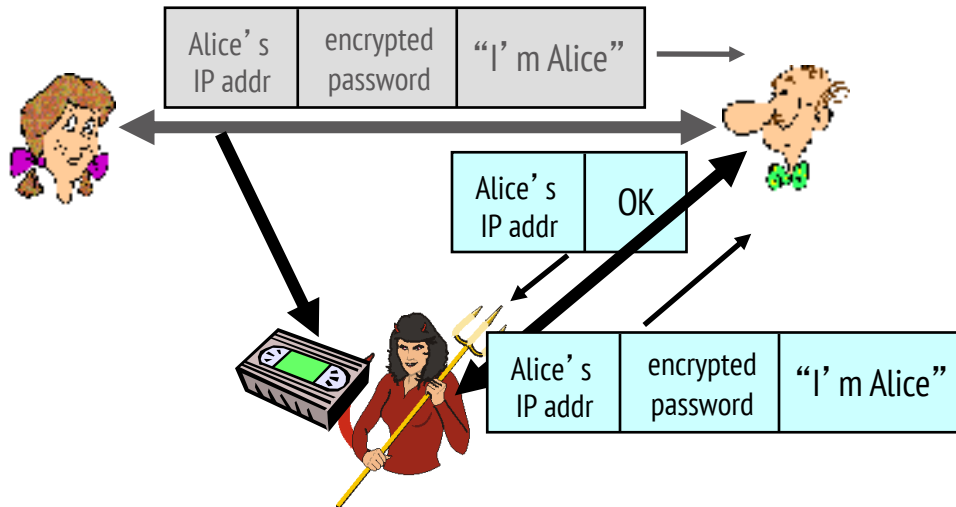 Alice’ s
IP addr
encrypted
password
“I’ m Alice”
Alice’ s
IP addr
OK
Alice’ s
IP addr
encrypted
password
“I’ m Alice”